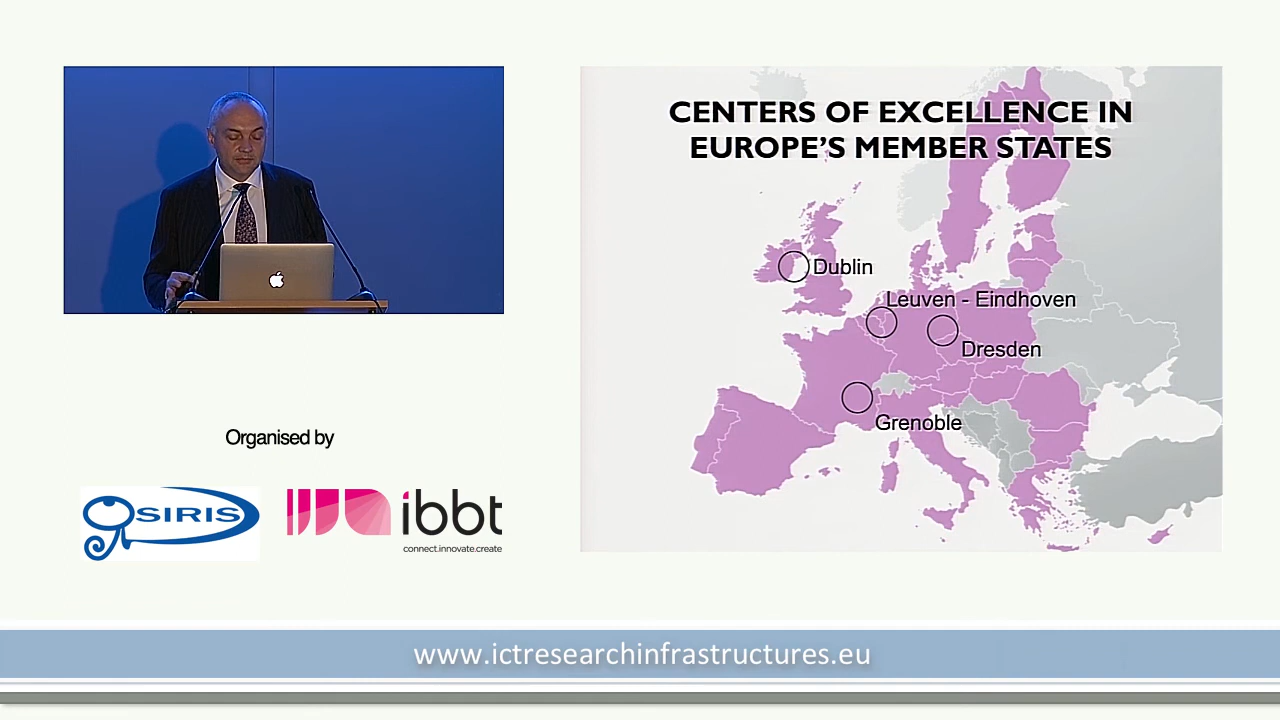 CENTERS OF EXCELLENCE IN
EUROPE'S MEMBER STATES
Dublin
Leuven - Eindhoven
Dresden
Grenoble
Organised by
OSIRIS
ibbt
connect.innovate.create
www.ictresearchinfrastructures.eu